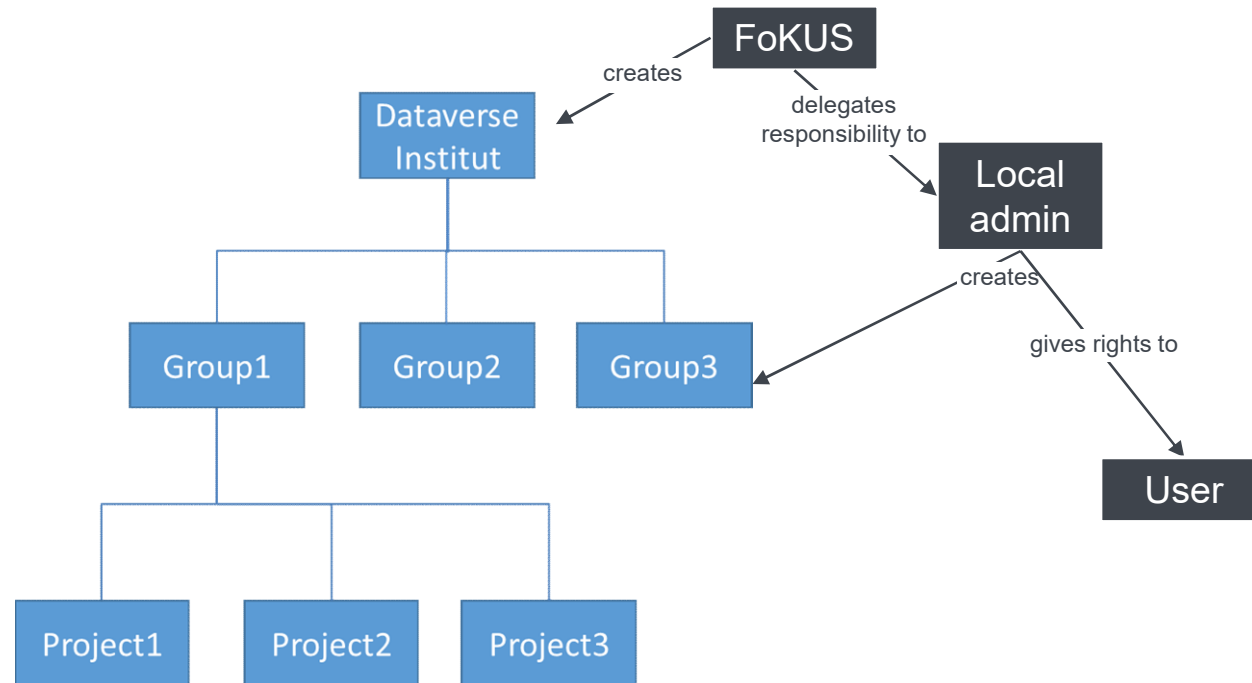 FoKUS
creates
Dataverse
Institut
delegates
responsibility to
Local
admin
creates
Group1
Group2
Group3
gives rights to
User
Project1
Project2
Project3